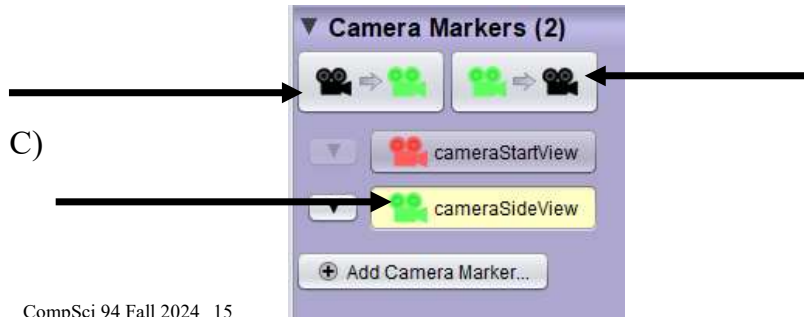 Camera Markers (2)
C)
cameraStartView
cameraSideView
Add Camera Marker...
CompSci 94 Fall 2024 15